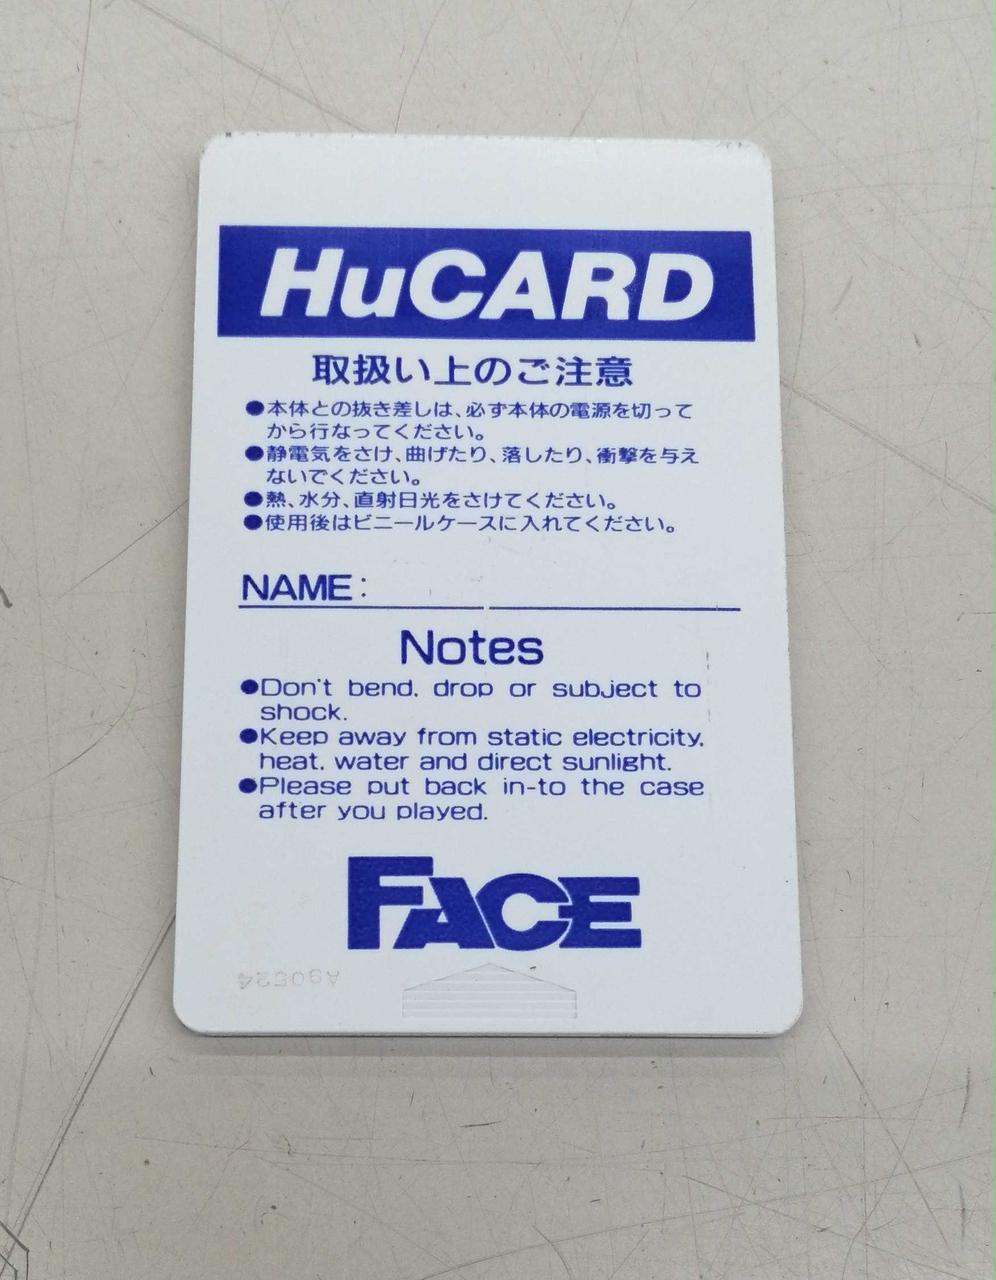 HuCARD
取扱い上のご注意
●本体との抜き差しは、必ず本体の電源を切って
から行なってください。
●静電気をさけ、曲げたり、落したり、衝撃を与え
ないでください。
●熱、水分、直射日光をさけてください。
●使用後はビニールケースに入れてください。
NAME:
Notes
●Don't bend, drop or subject to
shock.
●Keep away from static electricity,
heat, water and direct sunlight.
●Please put back in-to the case
after you played.
FACE
A90524